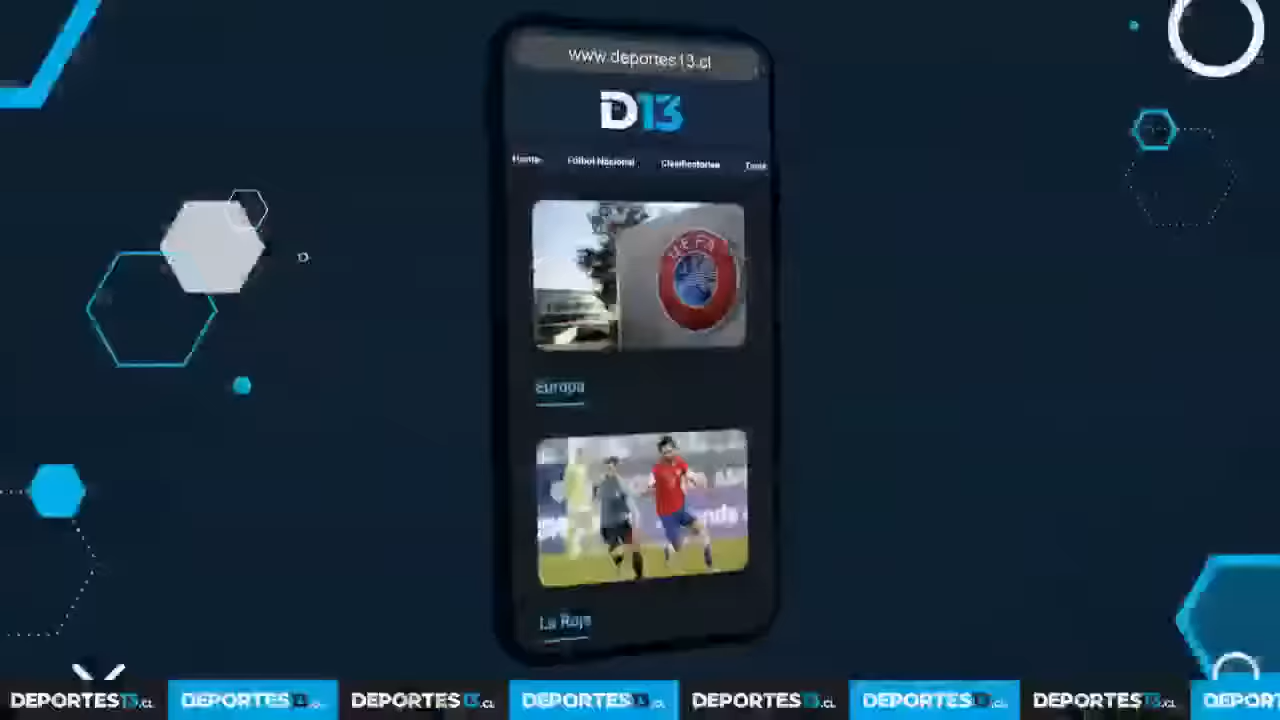 www.deportes13.cl
D13
Home Fútbol Nacional Clasificatorias
UEFA
Europa
La Roja
DEPORTES13.CL DEPORTES13.CL DEPORTES13.CL DEPORTES13.CL DEPORTES13.CL DEPORTES13.CL DEPORTES13.CL DEPORTES